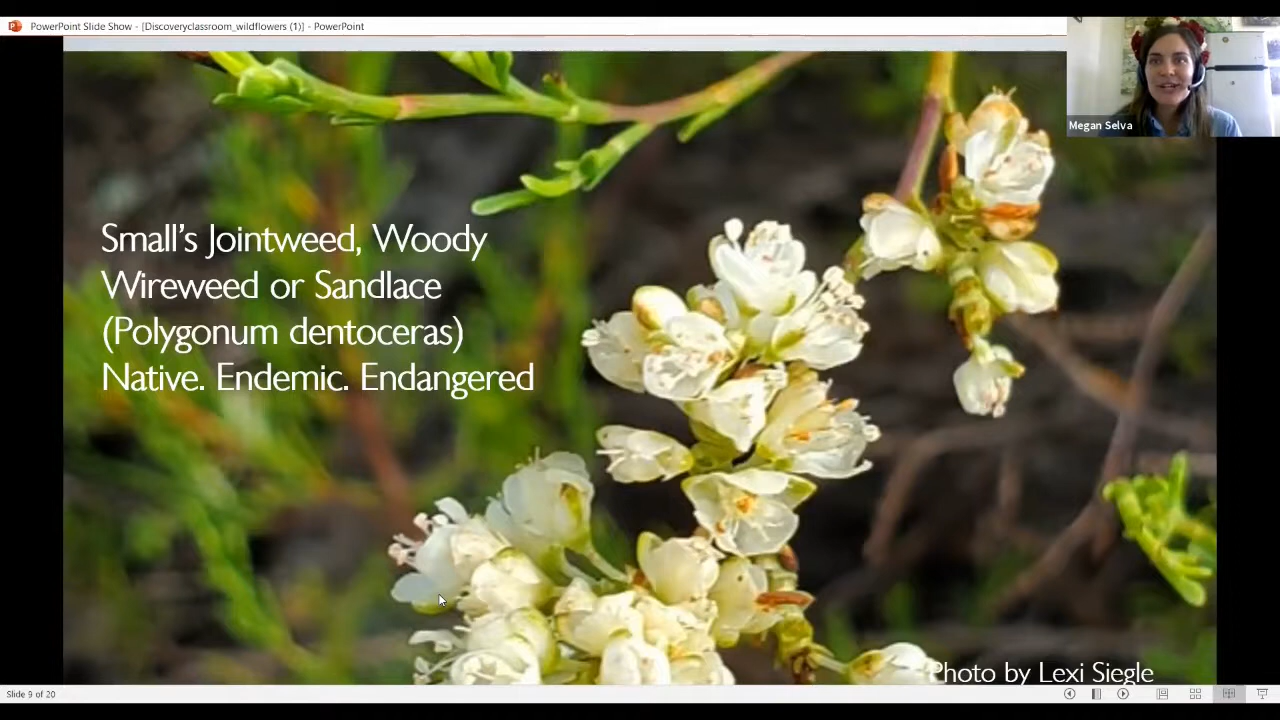 PowerPoint Slide Show - [Discoveryclassroom_wildflowers (1)] - PowerPoint
Megan Selva
Small's Jointweed, Woody
Wireweed or Sandlace
(Polygonum dentoceras)
Native. Endemic. Endangered
Photo by Lexi Siegle
Slide 9 of 20